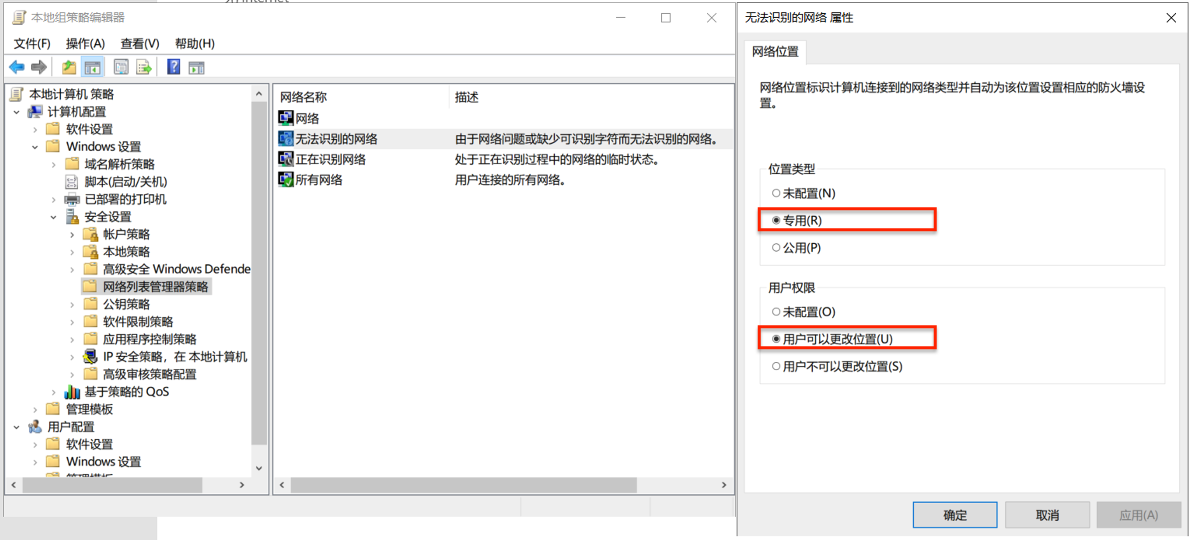 本地组策略编辑器
文件(F) 操作(A) 查看(V) 帮助(H)
本地计算机 策略
计算机配置
软件设置
Windows 设置
域名解析策略
脚本(启动/关机)
已部署的打印机
安全设置
帐户策略
本地策略
高级安全 Windows Defende
网络列表管理器策略
公钥策略
软件限制策略
应用程序控制策略
IP 安全策略，在 本地计算机
高级审核策略配置
基于策略的 QoS
管理模板
用户配置
软件设置
Windows 设置
网络名称 描述
网络
无法识别的网络 由于网络问题或缺少可识别字符而无法识别的网络。
正在识别网络 处于正在识别过程中的网络的临时状态。
所有网络 用户连接的所有网络。
无法识别的网络 属性
网络位置
网络位置标识计算机连接到的网络类型并自动为该位置设置相应的防火墙设
置。
位置类型
未配置(N)
专用(R)
公用(P)
用户权限
未配置(O)
用户可以更改位置(U)
用户不可以更改位置(S)
确定 取消 应用(A)